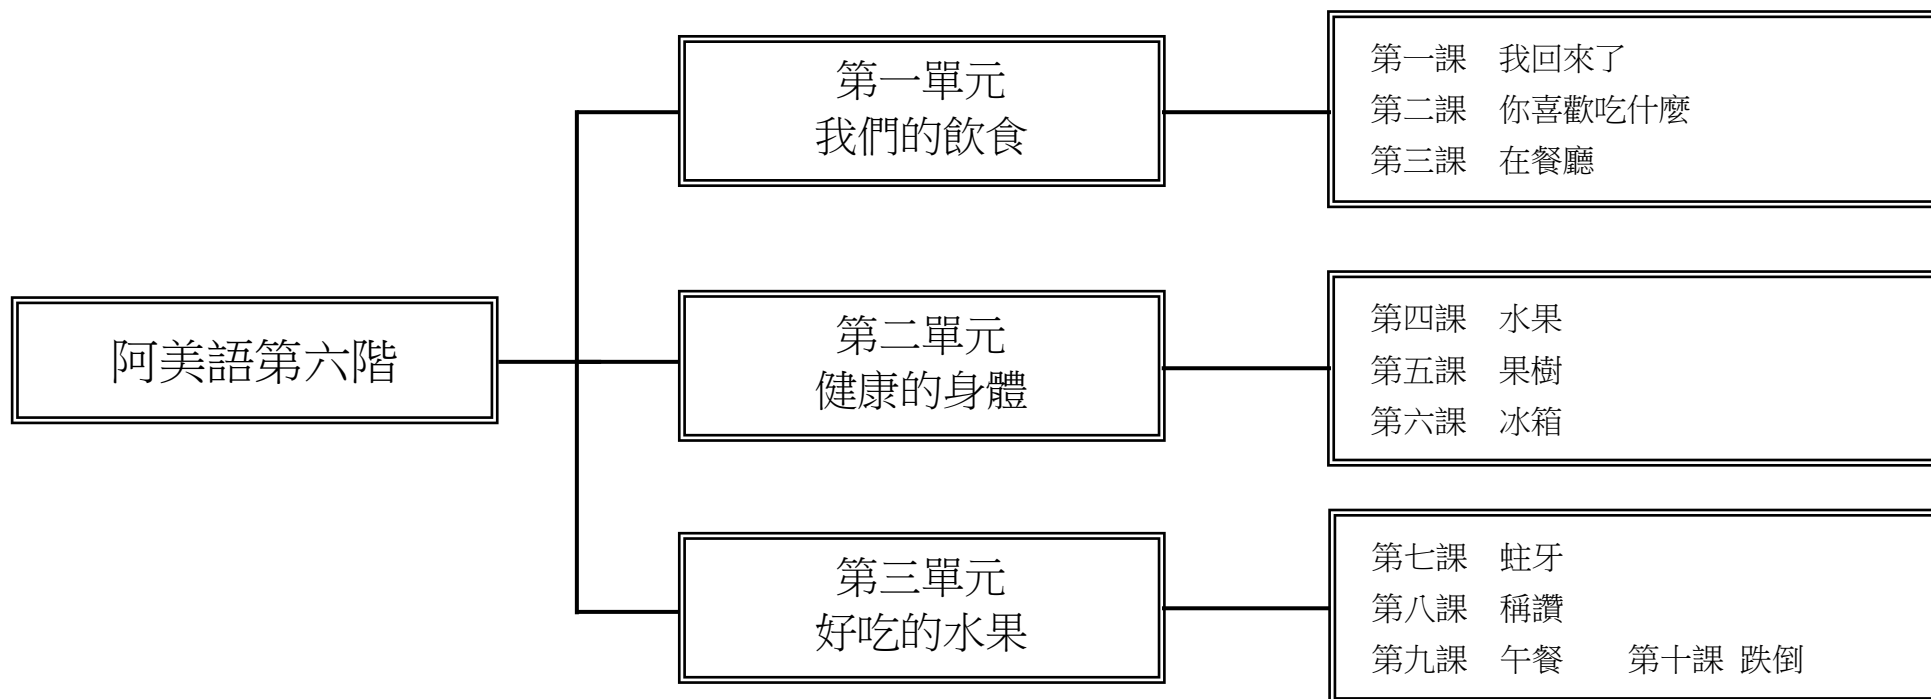 阿美語第六階
第一單元
我們的飲食
第一課 我回來了
第二課 你喜歡吃什麼
第三課 在餐廳
第二單元
健康的身體
第四課 水果
第五課 果樹
第六課 冰箱
第三單元
好吃的水果
第七課 蛀牙
第八課 稱讚
第九課 午餐 第十課 跌倒